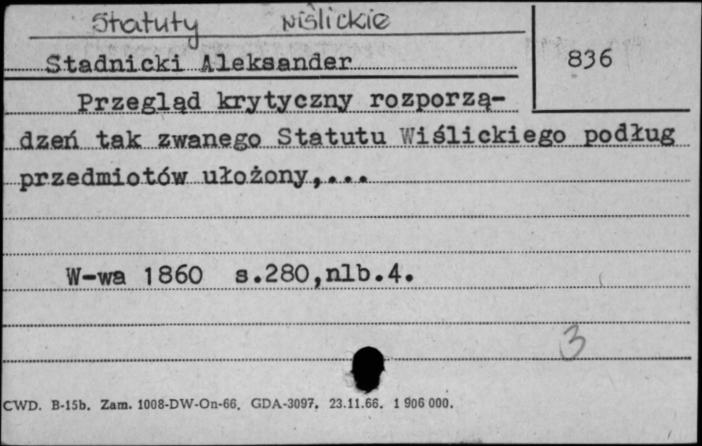 Statuty wiślickie
Stadnicki Aleksander
836
Przegląd krytyczny rozporzą-
dzeń tak zwanego Statutu Wiślickiego podług
przedmiotów ułożony,...
W-wa 1860 s.280,nlb.4.
3
CWD. B-15b. Zam. 1008-DW-On-66. GDA-3097. 23.11.66. 1 906 000.